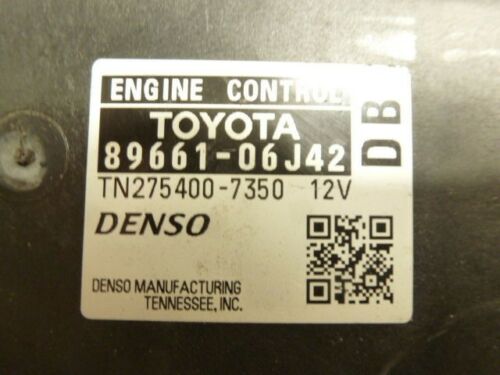 ENGINE CONTROL
TOYOTA
89661-06J42
DB
TN275400-7350 12V
DENSO
DENSO MANUFACTURING
TENNESSEE, INC.